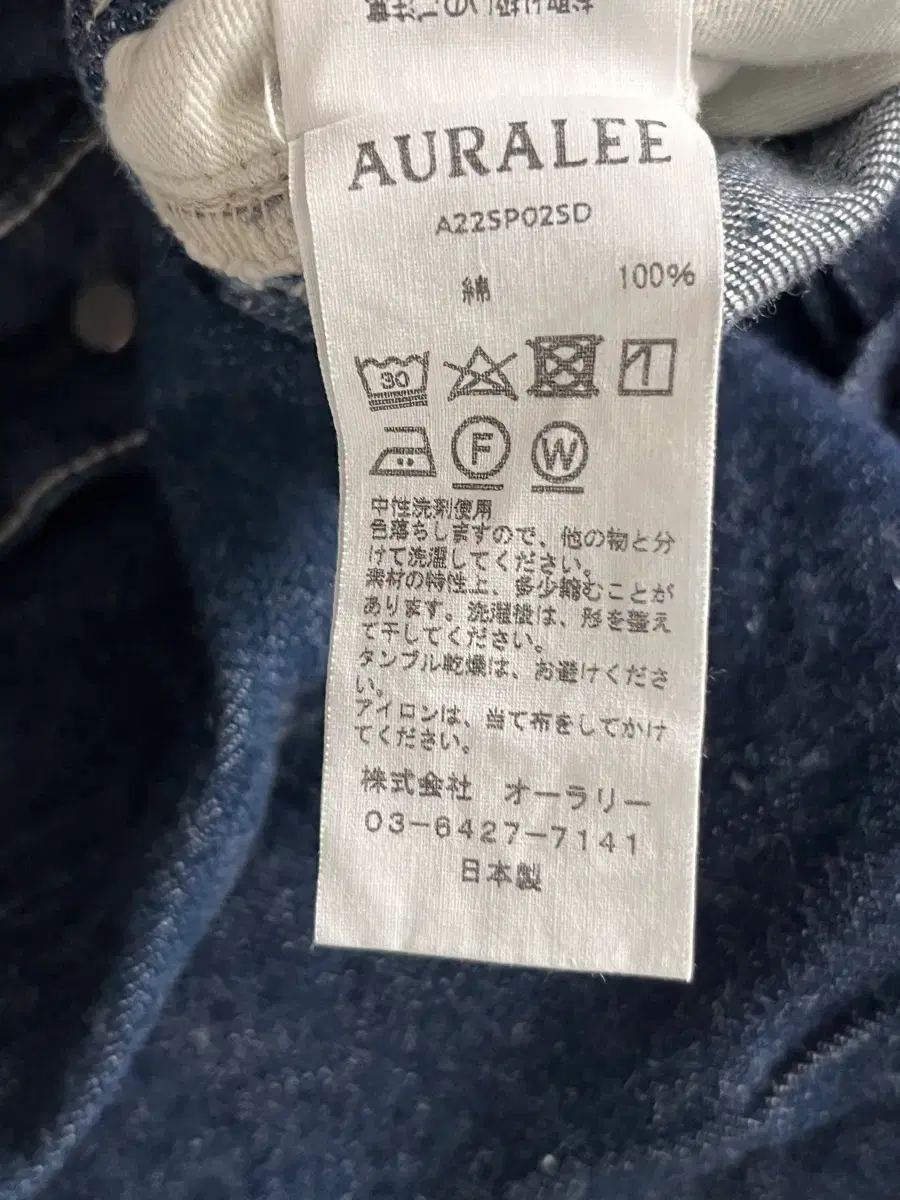 AURALEE
A22SP02SD
綿 100%
30
F W
中性洗剤使用
色落ちしますので、他の物と分
けて洗濯してください。
素材の特性上、多少縮むことが
あります。洗濯後は、形を整え
て干してください。
タンブル乾燥は、お避けくださ
い。
アイロンは、当て布をしてかけ
てください。
株式会社 オーラリー
03-6427-7141
日本製